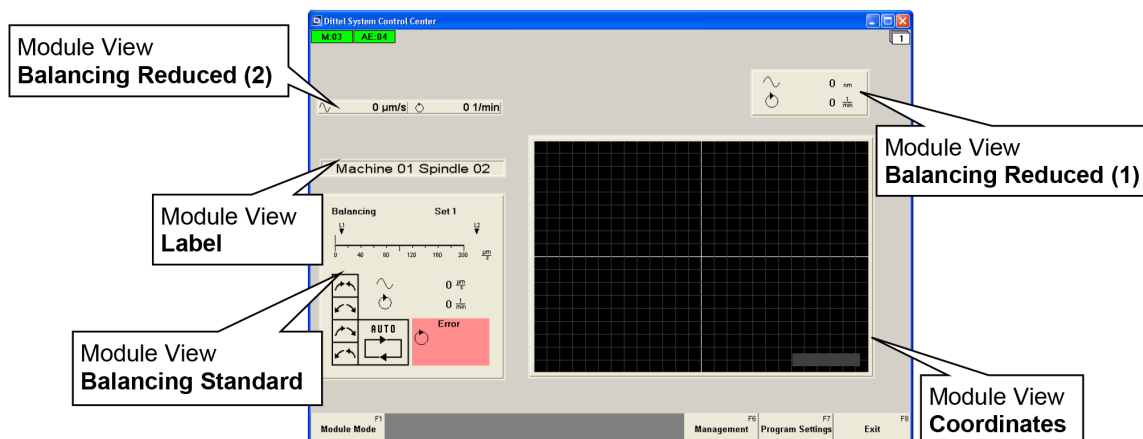 Dittel System Control Center
M:03 AE:04
1
Module View
Balancing Reduced (2)
0 µm/s 0 1/min
0 nm
0 1/min
Module View
Balancing Reduced (1)
Machine 01 Spindle 02
Module View
Label
Balancing Set 1
L1 L2
0 40 80 120 160 200 µm/s
0 µm/s
0 1/min
AUTO
Error
Module View
Balancing Standard
Module View
Coordinates
F1 F6 F7 F8
Module Mode Management Program Settings Exit